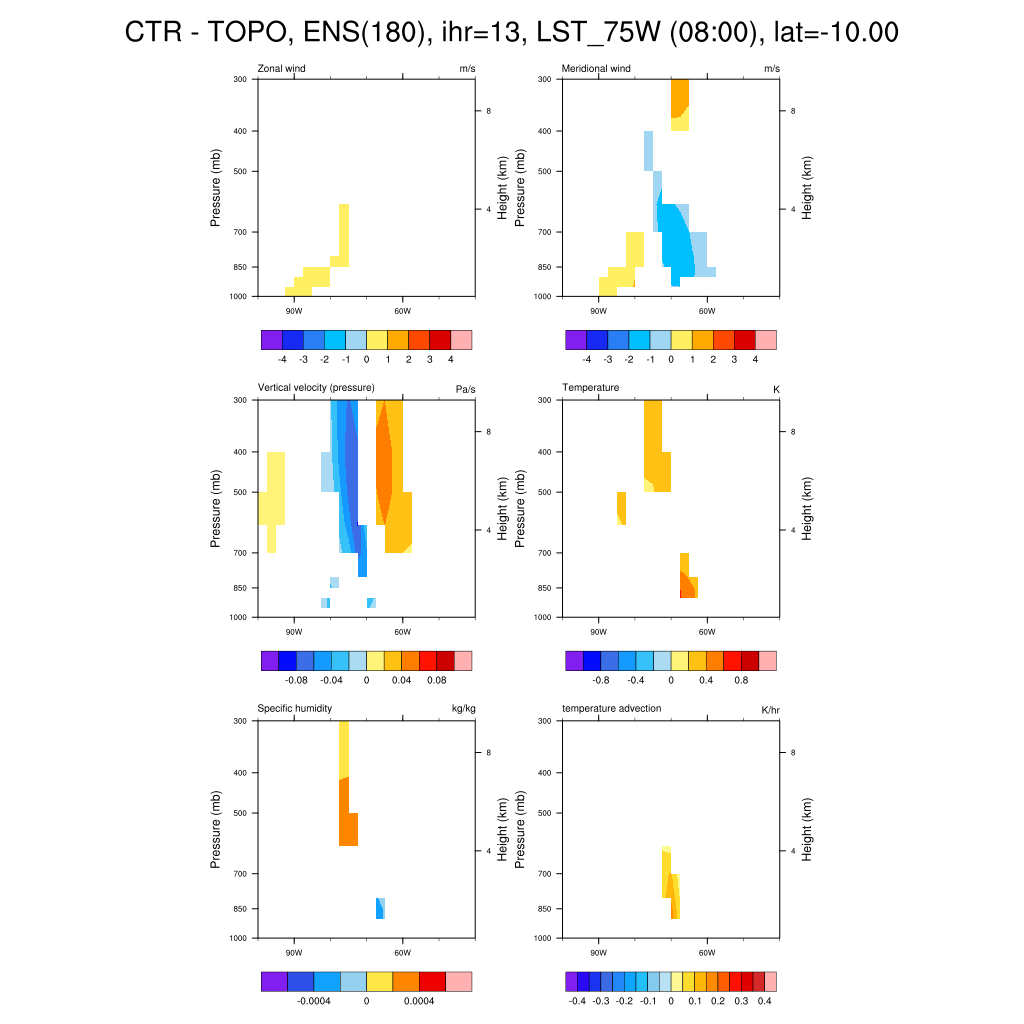 CTR - TOPO, ENS(180), ihr=13, LST_75W (08:00), lat=-10.00
Zonal wind m/s
Pressure (mb)
Height (km)
300
400
500
700
850
1000
8
4
90W 60W
-4 -3 -2 -1 0 1 2 3 4
Meridional wind m/s
Pressure (mb)
Height (km)
300
400
500
700
850
1000
8
4
90W 60W
-4 -3 -2 -1 0 1 2 3 4
Vertical velocity (pressure) Pa/s
Pressure (mb)
Height (km)
300
400
500
700
850
1000
8
4
90W 60W
-0.08 -0.04 0 0.04 0.08
Temperature K
Pressure (mb)
Height (km)
300
400
500
700
850
1000
8
4
90W 60W
-0.8 -0.4 0 0.4 0.8
Specific humidity kg/kg
Pressure (mb)
Height (km)
300
400
500
700
850
1000
8
4
90W 60W
-0.0004 0 0.0004
temperature advection K/hr
Pressure (mb)
Height (km)
300
400
500
700
850
1000
8
4
90W 60W
-0.4 -0.3 -0.2 -0.1 0 0.1 0.2 0.3 0.4